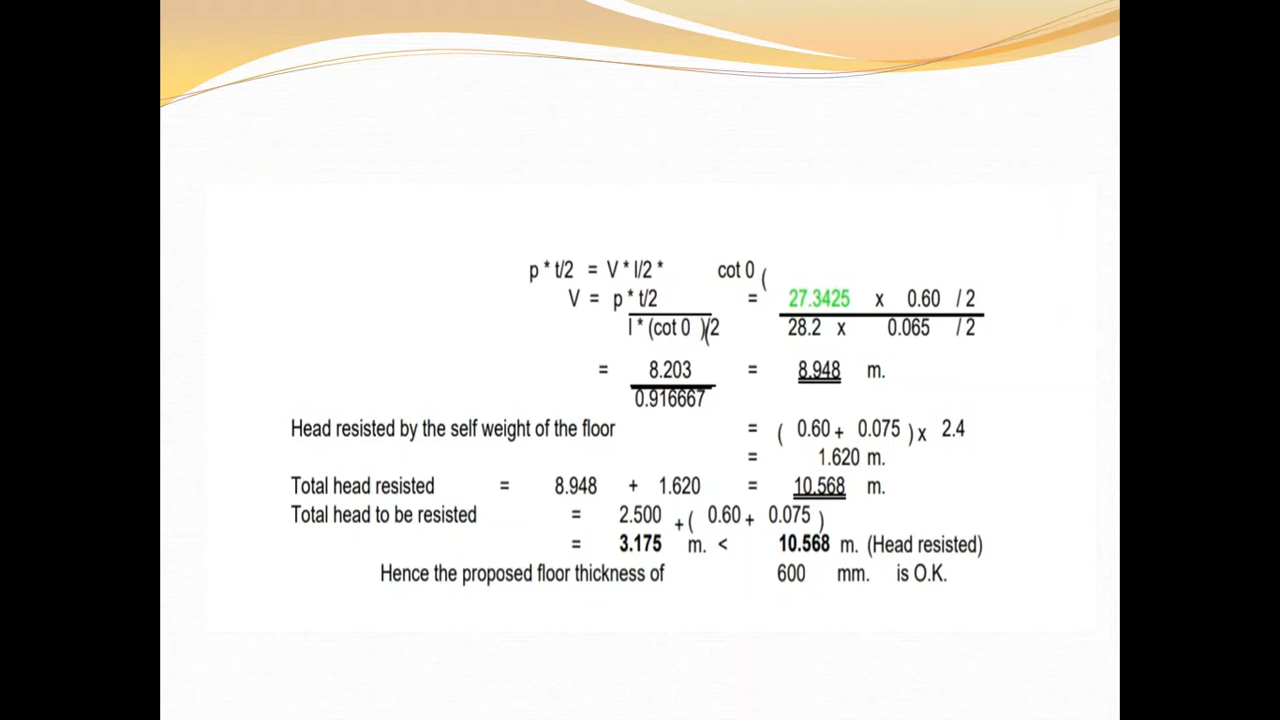 p * t/2 = V * l/2 * cot 0 (
V = p * t/2 = 27.3425 x 0.60 / 2
l * (cot 0 )(/2 28.2 x 0.065 / 2
= 8.203 = 8.948 m.
0.916667
Head resisted by the self weight of the floor = ( 0.60 + 0.075 ) x 2.4
= 1.620 m.
Total head resisted = 8.948 + 1.620 = 10.568 m.
Total head to be resisted = 2.500 + ( 0.60 + 0.075 )
= 3.175 m. < 10.568 m. (Head resisted)
Hence the proposed floor thickness of 600 mm. is O.K.